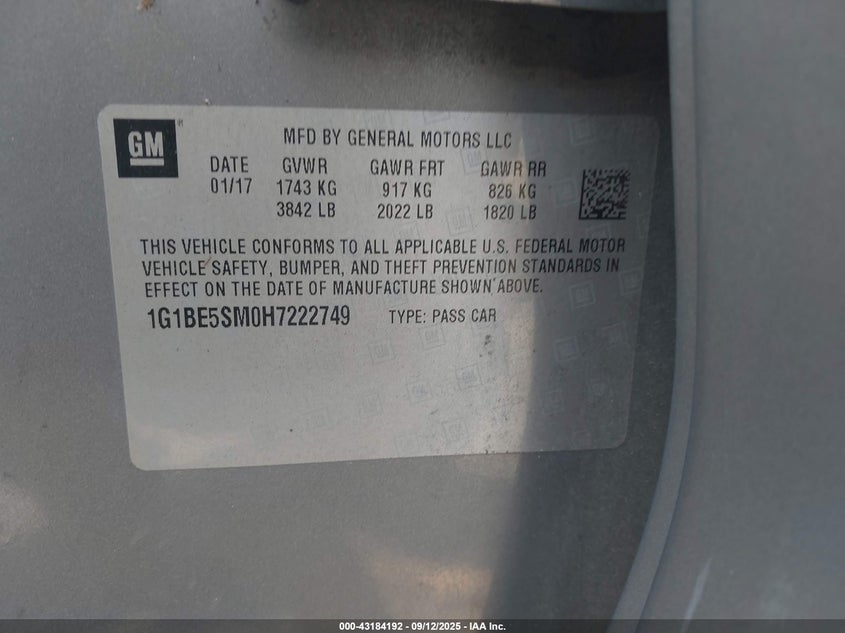 GM
MFD BY GENERAL MOTORS LLC
DATE GVWR GAWR FRT GAWR RR
01/17 1743 KG 917 KG 826 KG
3842 LB 2022 LB 1820 LB
THIS VEHICLE CONFORMS TO ALL APPLICABLE U.S. FEDERAL MOTOR
VEHICLE SAFETY, BUMPER, AND THEFT PREVENTION STANDARDS IN
EFFECT ON THE DATE OF MANUFACTURE SHOWN ABOVE.
1G1BE5SM0H7222749 TYPE: PASS CAR
000-43184192 - 09/12/2025 - IAA Inc.